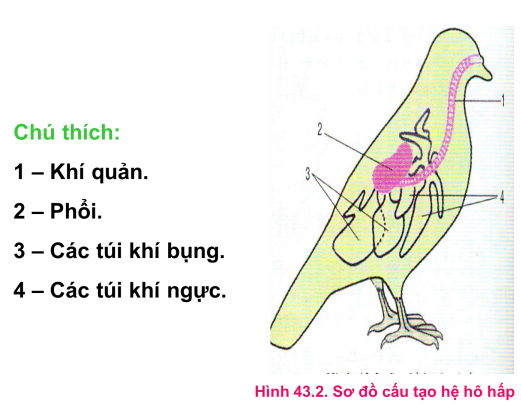 Chú thích:
1 – Khí quản.
2 – Phổi.
3 – Các túi khí bụng.
4 – Các túi khí ngực.
1
2
3
4
Hình 43.2. Sơ đồ cấu tạo hệ hô hấp